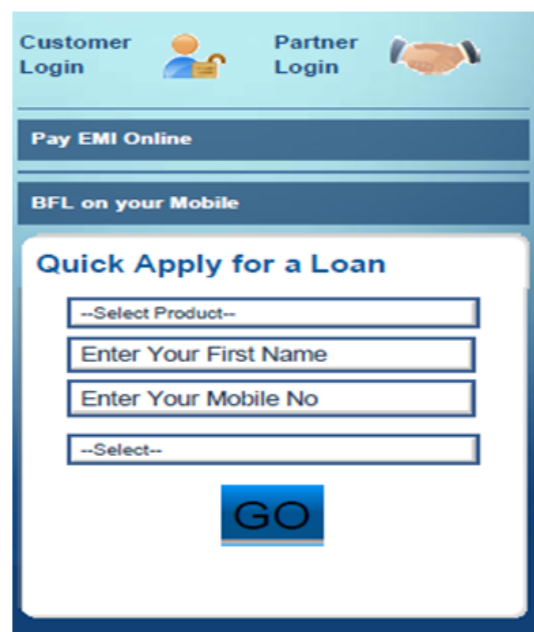 Customer Login
Partner Login
Pay EMI Online
BFL on your Mobile
Quick Apply for a Loan
--Select Product--
Enter Your First Name
Enter Your Mobile No
--Select--
GO